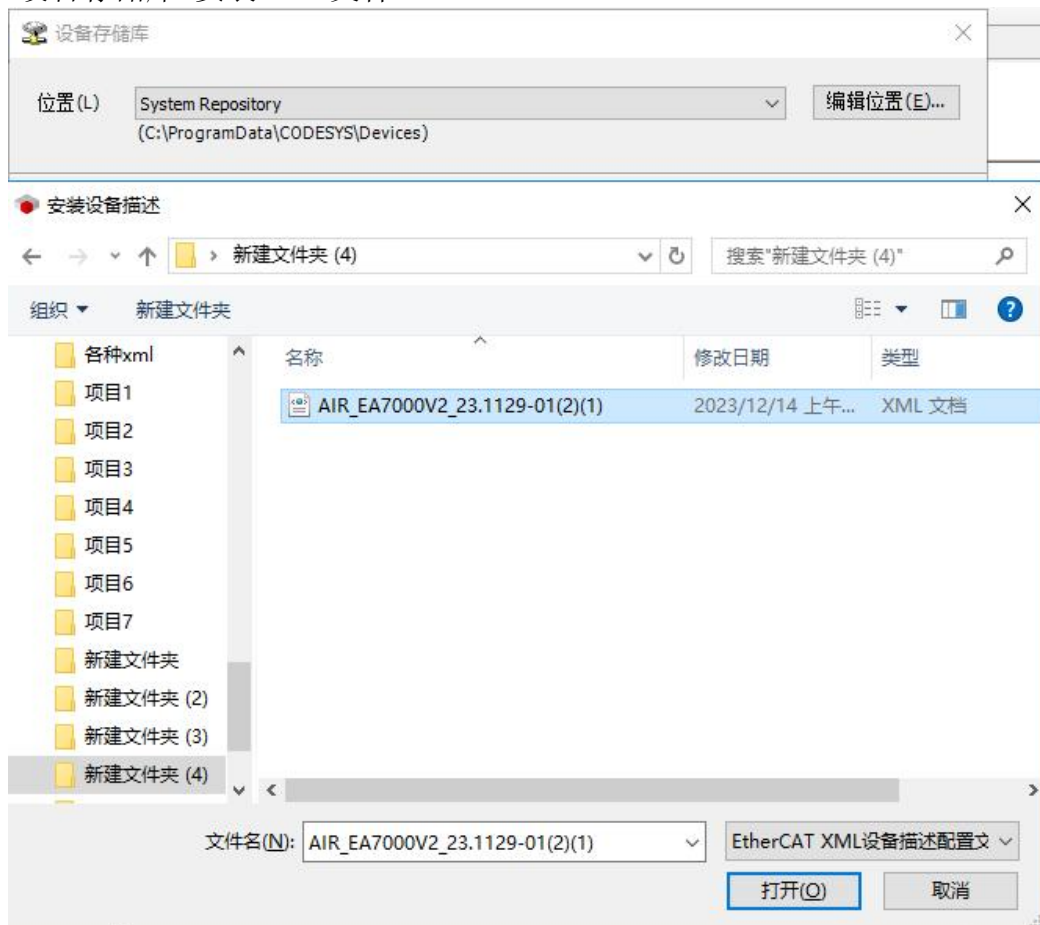 设备存储库
位置(L) System Repository 编辑位置(E)...
(C:\ProgramData\CODESYS\Devices)
安装设备描述
新建文件夹 (4) 搜索"新建文件夹 (4)"
组织 新建文件夹
各种xml 名称 修改日期 类型
项目1 AIR_EA7000V2_23.1129-01(2)(1) 2023/12/14 上午... XML 文档
项目2
项目3
项目4
项目5
项目6
项目7
新建文件夹
新建文件夹 (2)
新建文件夹 (3)
新建文件夹 (4)
文件名(N): AIR_EA7000V2_23.1129-01(2)(1) EtherCAT XML设备描述配置文
打开(O) 取消